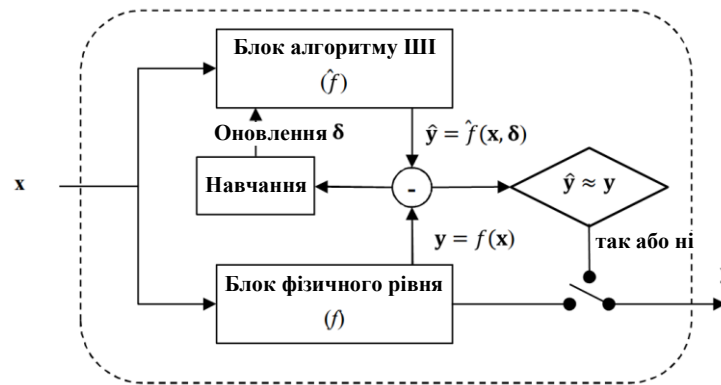 Блок алгоритму ШІ
(f̂)
Оновлення δ
ŷ = f̂(x, δ)
x
Навчання
-
ŷ ≈ y
y = f(x)
так або ні
Блок фізичного рівня
(f)